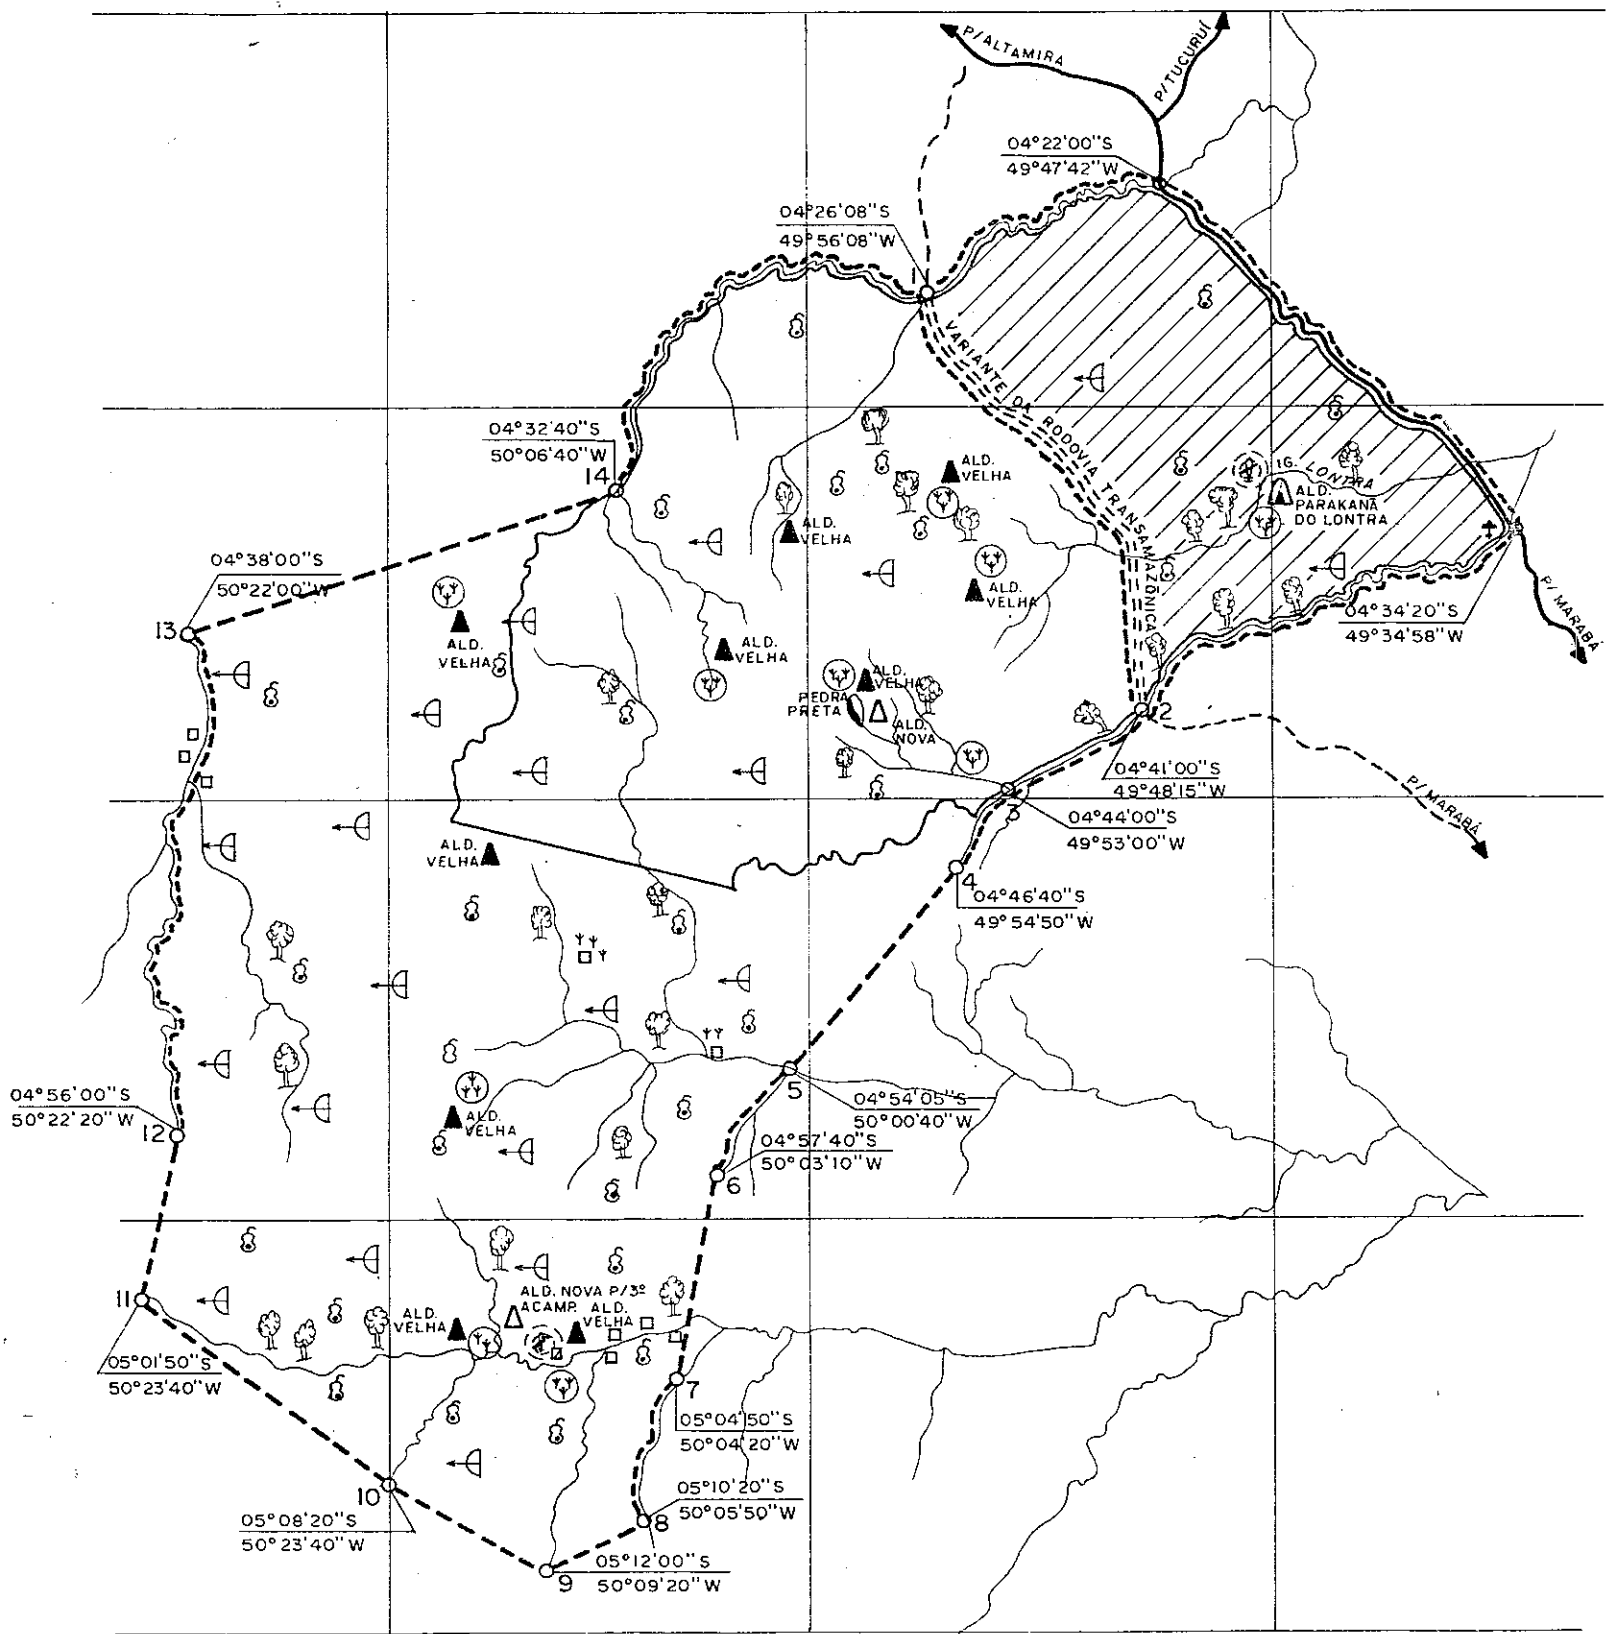 P/ALTAMIRA
P/TUCURUÍ
04°22'00"S
49°47'42"W
04°26'08"S
49°56'08"W
1
VARIANTE DA RODOVIA TRANSAMAZÔNICA
04°32'40"S
50°06'40"W
14
ALD.
VELHA
IG. LONTRA
ALD.
PARAKANÃ
DO LONTRA
ALD.
VELHA
04°38'00"S
50°22'00"W
13
ALD.
VELHA
04°34'20"S
49°34'58"W
P/ MARABÁ
ALD.
VELHA
ALD.
VELHA
ALD.
VELHA
PEDRA
PRETA
ALD.
NOVA
2
04°41'00"S
49°48'15"W
P/ MARABÁ
3
04°44'00"S
49°53'00"W
ALD.
VELHA
4
04°46'40"S
49°54'50"W
5
04°54'05"S
50°00'40"W
04°56'00"S
50°22'20"W
12
ALD.
VELHA
04°57'40"S
50°03'10"W
6
11
ALD. NOVA P/3º
ACAMP.
ALD.
VELHA
ALD.
VELHA
05°01'50"S
50°23'40"W
7
05°04'50"S
50°04'20"W
10
05°10'20"S
50°05'50"W
05°08'20"S
50°23'40"W
8
05°12'00"S
50°09'20"W
9